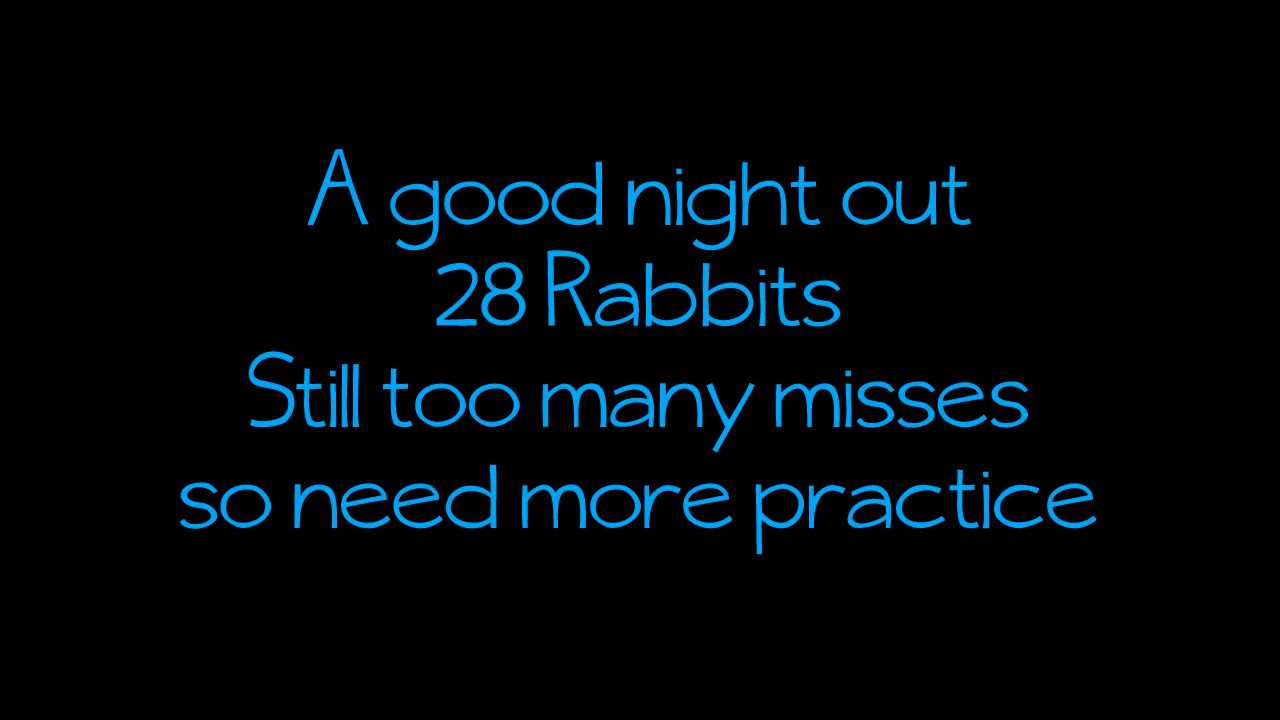 A good night out
28 Rabbits
Still too many misses
so need more practice